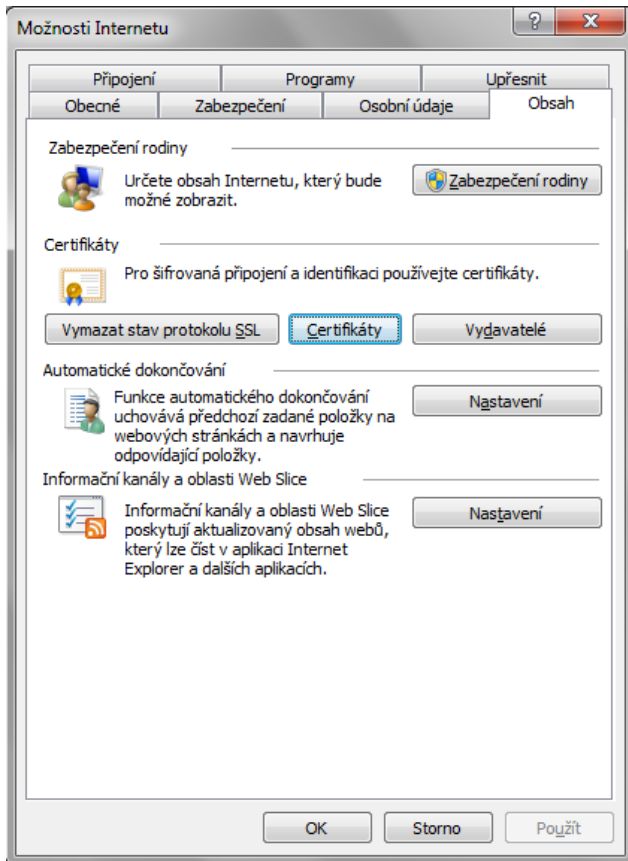 Možnosti Internetu
Připojení Programy Upřesnit
Obecné Zabezpečení Osobní údaje Obsah
Zabezpečení rodiny
Určete obsah Internetu, který bude
možné zobrazit.
Zabezpečení rodiny
Certifikáty
Pro šifrovaná připojení a identifikaci používejte certifikáty.
Vymazat stav protokolu SSL Certifikáty Vydavatelé
Automatické dokončování
Funkce automatického dokončování
uchovává předchozí zadané položky na
webových stránkách a navrhuje
odpovídající položky.
Nastavení
Informační kanály a oblasti Web Slice
Informační kanály a oblasti Web Slice
poskytují aktualizovaný obsah webů,
který lze číst v aplikaci Internet
Explorer a dalších aplikacích.
Nastavení
OK Storno Použít